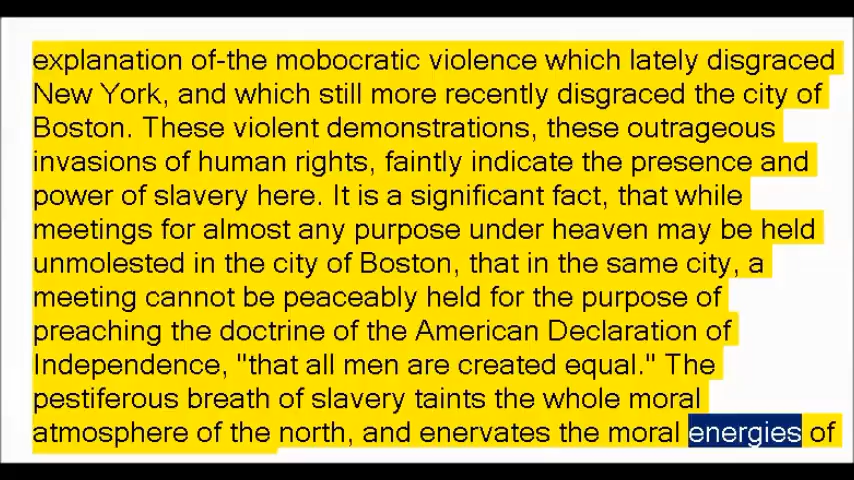 explanation of-the mobocratic violence which lately disgraced
New York, and which still more recently disgraced the city of
Boston. These violent demonstrations, these outrageous
invasions of human rights, faintly indicate the presence and
power of slavery here. It is a significant fact, that while
meetings for almost any purpose under heaven may be held
unmolested in the city of Boston, that in the same city, a
meeting cannot be peaceably held for the purpose of
preaching the doctrine of the American Declaration of
Independence, "that all men are created equal." The
pestiferous breath of slavery taints the whole moral
atmosphere of the north, and enervates the moral energies of